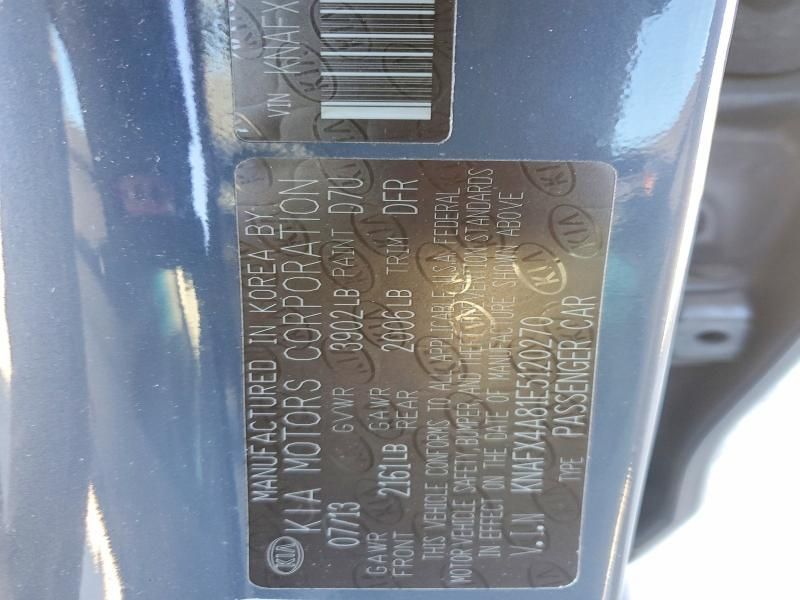 VIN KNAFX
KIA
MANUFACTURED IN KOREA BY
KIA MOTORS CORPORATION
07/13 GVWR 3902LB PAINT D7U
GAWR FRONT 2161LB GAWR REAR 2006LB TRIM DFR
THIS VEHICLE CONFORMS TO ALL APPLICABLE U.S.A FEDERAL
MOTOR VEHICLE SAFETY, BUMPER, AND THEFT PREVENTION STANDARDS
IN EFFECT ON THE DATE OF MANUFACTURE SHOWN ABOVE
V.I.N KNAFX4A81E5120270
TYPE PASSENGER CAR